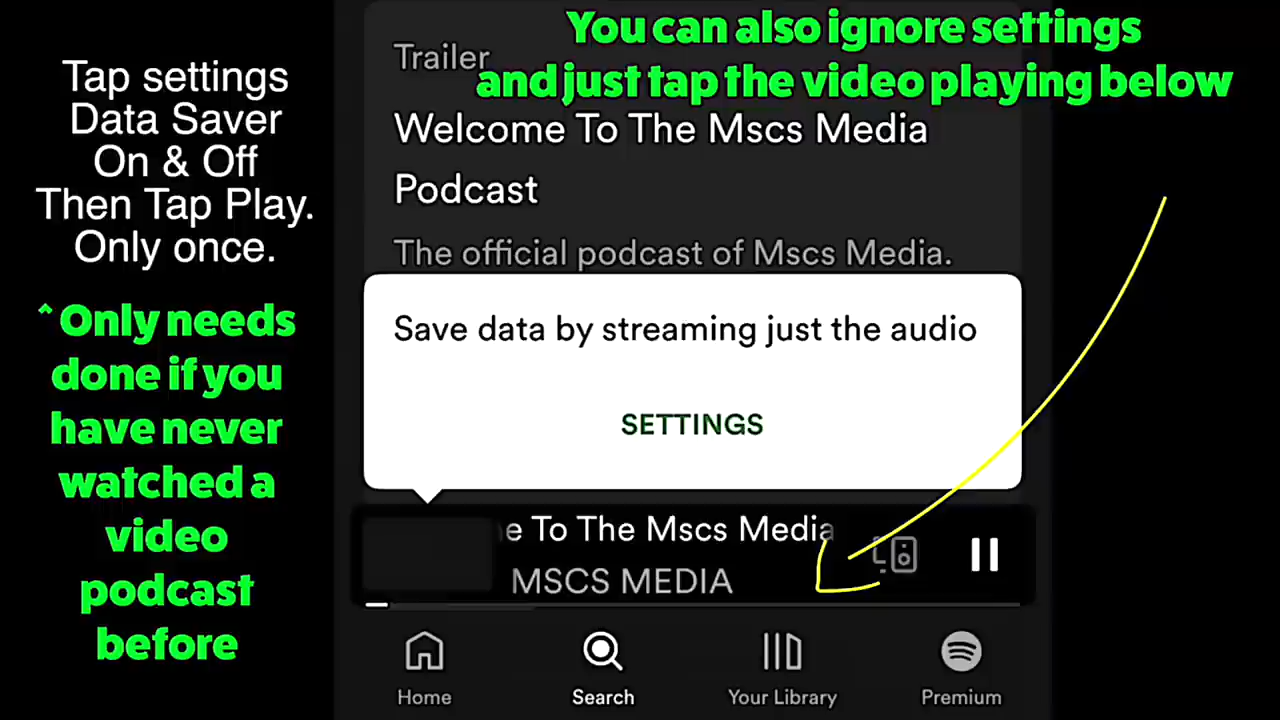 You can also ignore settings
and just tap the video playing below
Tap settings
Data Saver
On & Off
Then Tap Play.
Only once.
^ Only needs
done if you
have never
watched a
video
podcast
before
Trailer
Welcome To The Mscs Media
Podcast
The official podcast of Mscs Media.
Save data by streaming just the audio
SETTINGS
e To The Mscs Media
MSCS MEDIA
Home
Search
Your Library
Premium